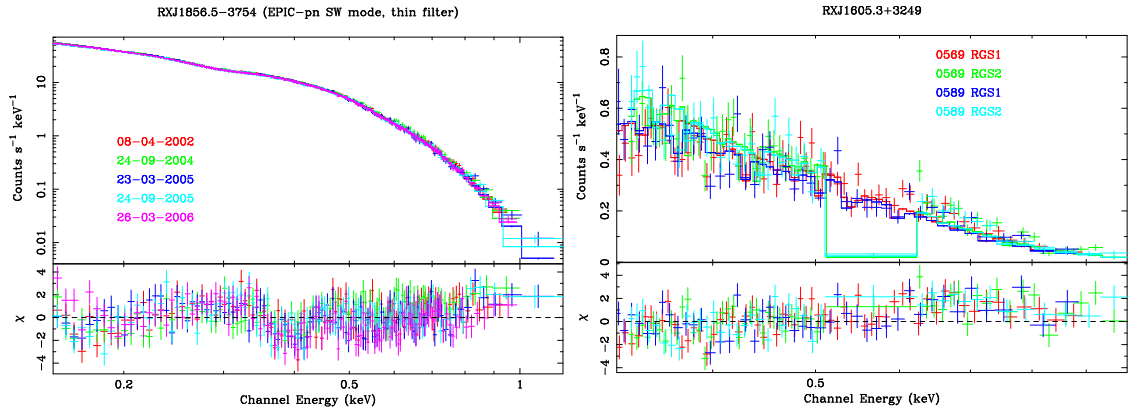 RXJ1856.5−3754 (EPIC−pn SW mode, thin filter)
Counts s⁻¹ keV⁻¹
10
1
0.1
0.01
08−04−2002
24−09−2004
23−03−2005
24−09−2005
26−03−2006
χ
4
2
0
−2
−4
0.2
0.5
1
Channel Energy (keV)
RXJ1605.3+3249
Counts s⁻¹ keV⁻¹
0.8
0.6
0.4
0.2
0
0569 RGS1
0569 RGS2
0589 RGS1
0589 RGS2
χ
4
2
0
−2
−4
0.5
Channel Energy (keV)